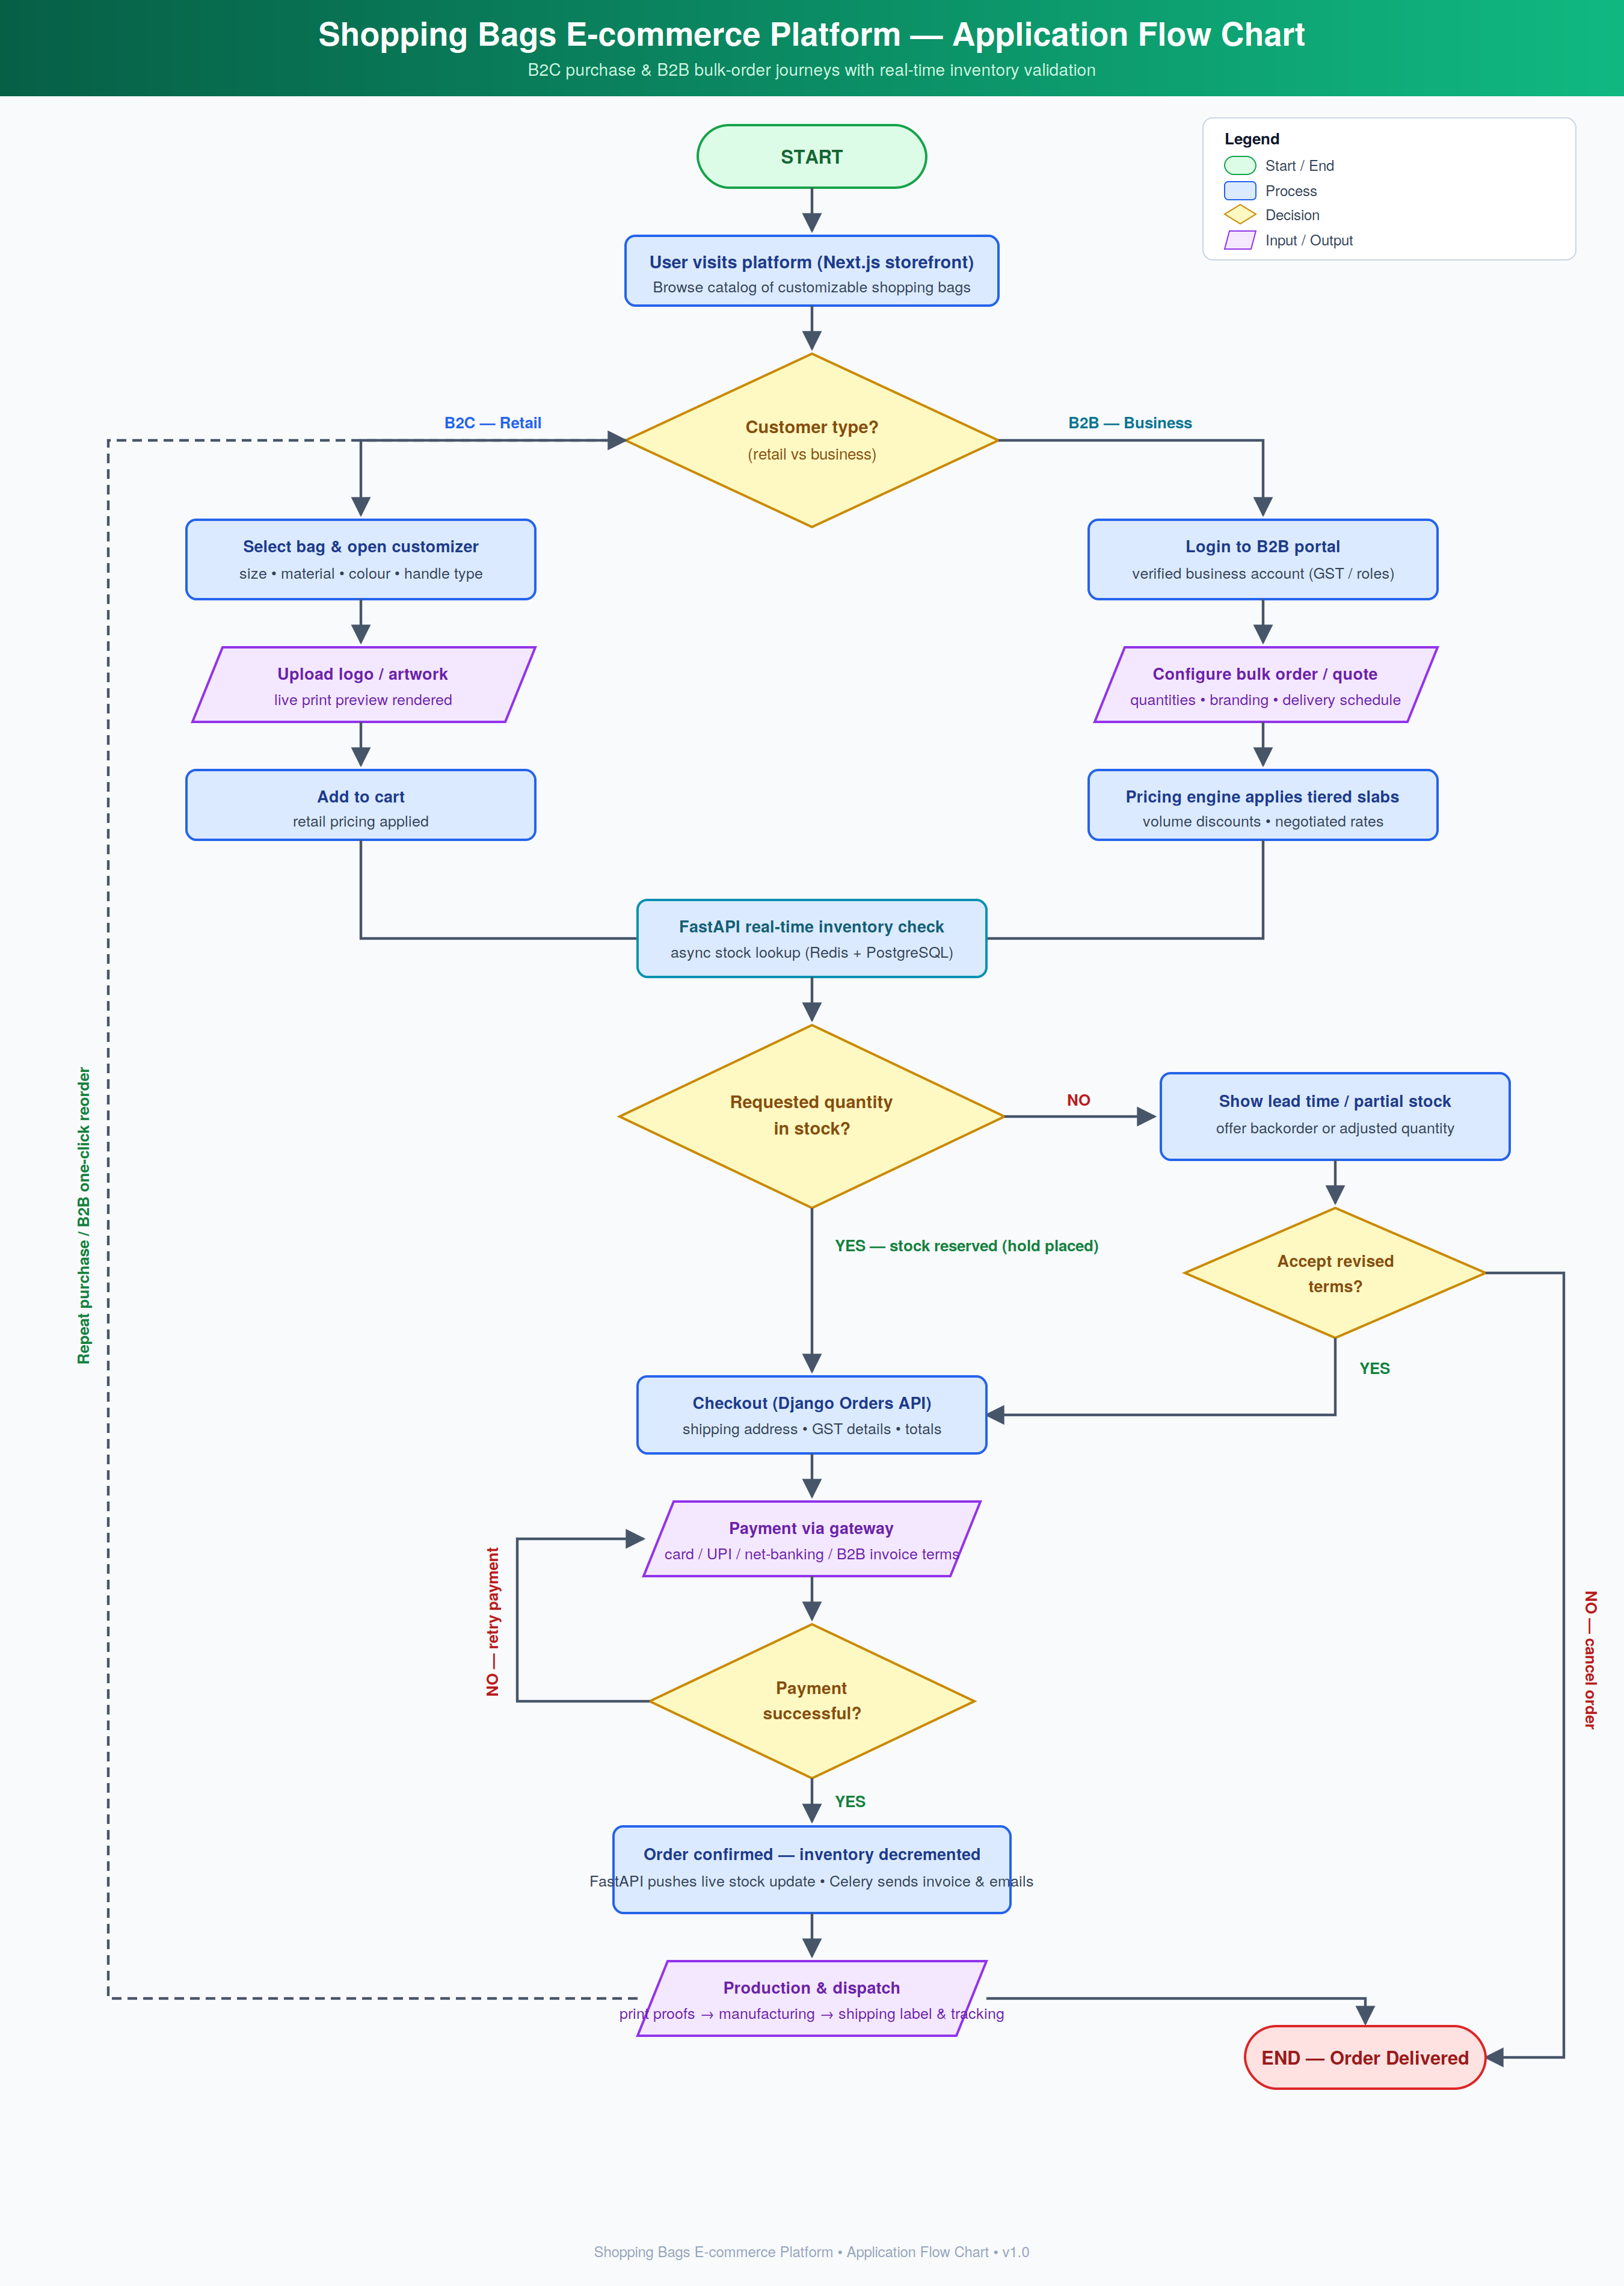 Shopping Bags E-commerce Platform — Application Flow Chart
B2C purchase & B2B bulk-order journeys with real-time inventory validation
START
Legend
Start / End
Process
Decision
Input / Output
User visits platform (Next.js storefront)
Browse catalog of customizable shopping bags
Customer type?
(retail vs business)
B2C — Retail
B2B — Business
Select bag & open customizer
size • material • colour • handle type
Login to B2B portal
verified business account (GST / roles)
Upload logo / artwork
live print preview rendered
Configure bulk order / quote
quantities • branding • delivery schedule
Add to cart
retail pricing applied
Pricing engine applies tiered slabs
volume discounts • negotiated rates
FastAPI real-time inventory check
async stock lookup (Redis + PostgreSQL)
Requested quantity
in stock?
NO
Show lead time / partial stock
offer backorder or adjusted quantity
Repeat purchase / B2B one-click reorder
YES — stock reserved (hold placed)
Accept revised
terms?
YES
Checkout (Django Orders API)
shipping address • GST details • totals
Payment via gateway
card / UPI / net-banking / B2B invoice terms
NO — retry payment
NO — cancel order
Payment
successful?
YES
Order confirmed — inventory decremented
FastAPI pushes live stock update • Celery sends invoice & emails
Production & dispatch
print proofs → manufacturing → shipping label & tracking
END — Order Delivered
Shopping Bags E-commerce Platform • Application Flow Chart • v1.0